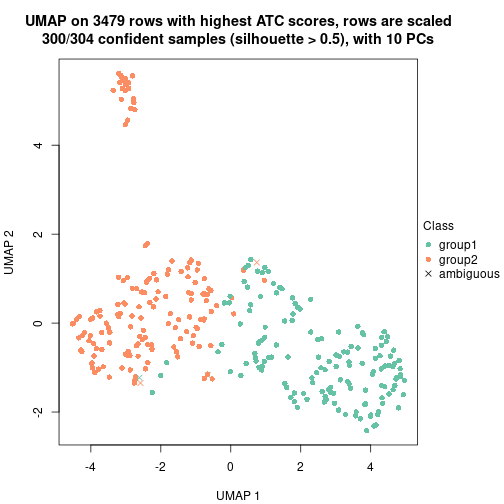 UMAP on 3479 rows with highest ATC scores, rows are scaled
300/304 confident samples (silhouette > 0.5), with 10 PCs
UMAP 2
4
2
0
-2
-4
-2
0
2
4
UMAP 1
Class
group1
group2
ambiguous